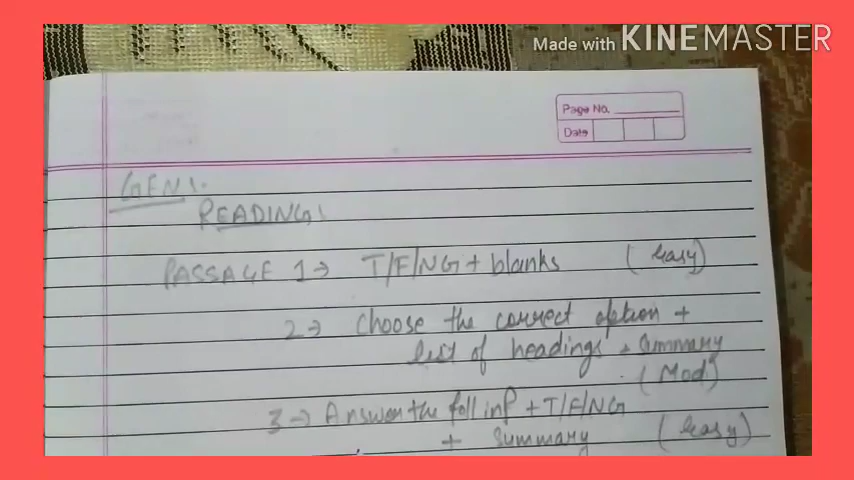 Made with KINEMASTER
Page No.
Date
GEN1.
READING!
PASSAGE 1→ T/F/NG + blanks (easy)
2→ Choose the correct option +
list of headings + Summary
(Mod.)
3→ Answer the foll inf + T/F/NG
+ summary (easy)